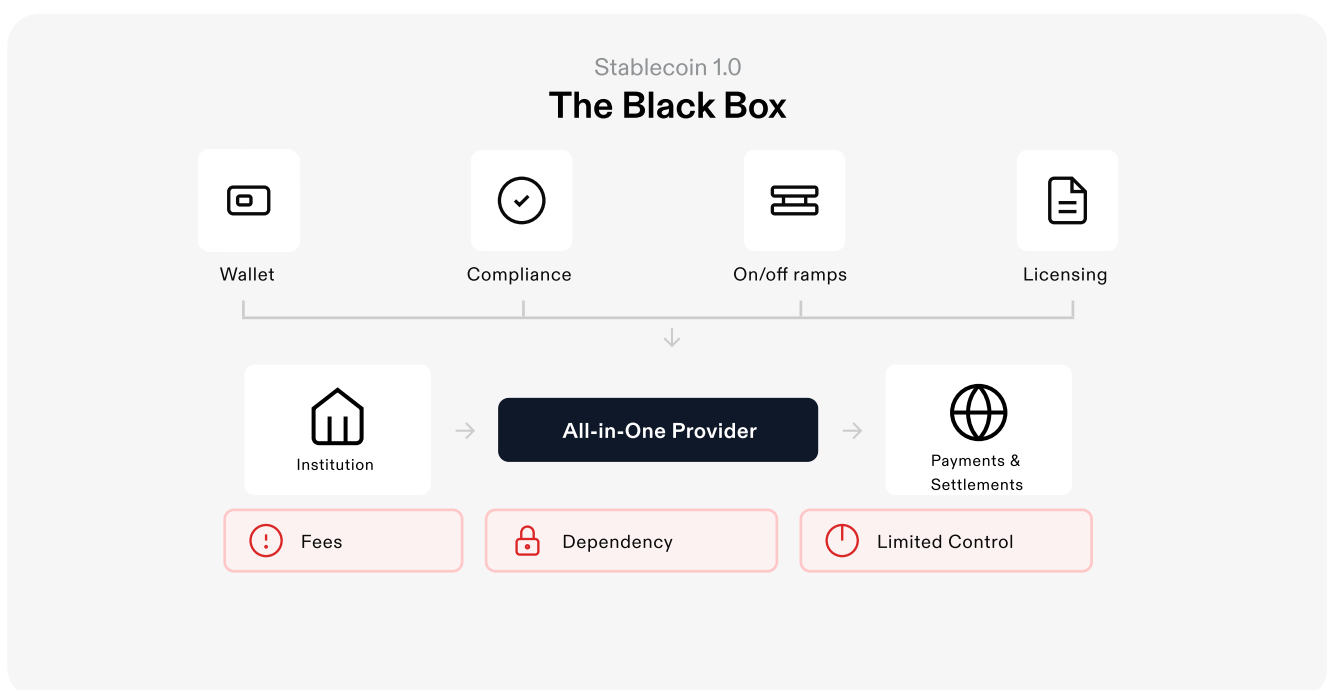 Stablecoin 1.0
The Black Box
Wallet
Compliance
On/off ramps
Licensing
Institution
All-in-One Provider
Payments &
Settlements
Fees
Dependency
Limited Control